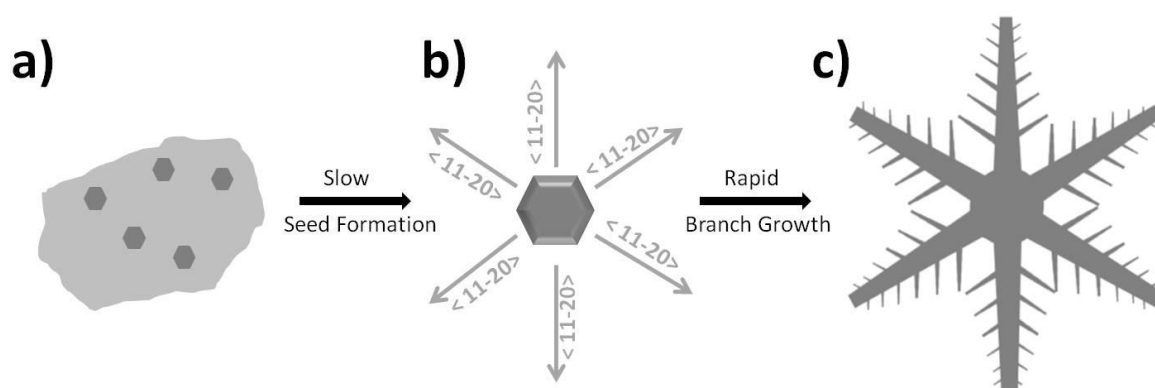 a)
Slow
Seed Formation
b)
< 11-20>
< 11-20>
< 11-20>
< 11-20>
< 11-20>
< 11-20>
Rapid
Branch Growth
c)